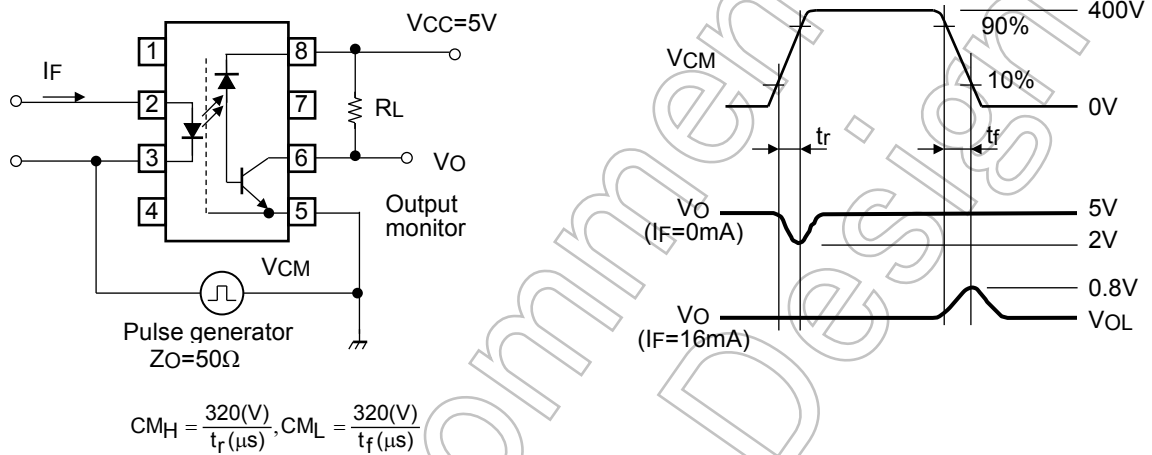 VCC=5V
IF
1
2
3
4
8
7
6
5
RL
VO
Output
monitor
VCM
Pulse generator
ZO=50Ω
CMH = 320(V) / tr(μs), CML = 320(V) / tf(μs)
400V
90%
VCM
10%
0V
tr
tf
VO
(IF=0mA)
5V
2V
0.8V
VO
(IF=16mA)
VOL
Design